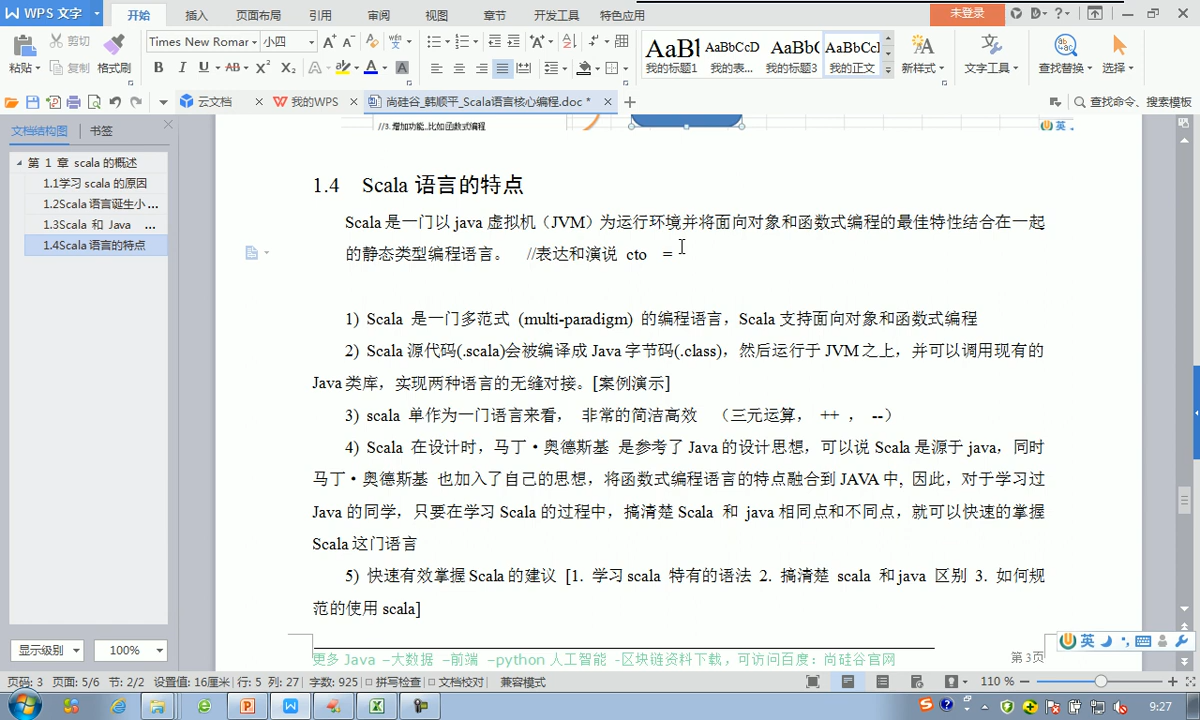 WPS 文字
开始 插入 页面布局 引用 审阅 视图 章节 开发工具 特色应用
未登录
粘贴 剪切 复制 格式刷
Times New Romar 小四
B I U AB X² X₂
AaBl AaBbCcD AaBb( AaBbCcl
我的标题1 我的表... 我的标题3 我的正文
新样式 文字工具 查找替换 选择
云文档 我的WPS 尚硅谷_韩顺平_Scala语言核心编程.doc *
查找命令、搜索模板
文档结构图 书签
第 1 章 scala 的概述
1.1学习 scala 的原因
1.2Scala 语言诞生小 ...
1.3Scala 和 Java ...
1.4Scala 语言的特点
//3.增加功能,比如函数式编程
英
1.4 Scala 语言的特点
Scala是一门以 java 虚拟机（JVM）为运行环境并将面向对象和函数式编程的最佳特性结合在一起
的静态类型编程语言。 //表达和演说 cto =
1) Scala 是一门多范式 (multi-paradigm) 的编程语言，Scala 支持面向对象和函数式编程
2) Scala 源代码(.scala)会被编译成 Java 字节码(.class)，然后运行于 JVM 之上，并可以调用现有的
Java 类库，实现两种语言的无缝对接。[案例演示]
3) scala 单作为一门语言来看， 非常的简洁高效 （三元运算， ++ ， --）
4) Scala 在设计时，马丁・奥德斯基 是参考了 Java 的设计思想，可以说 Scala 是源于 java，同时
马丁・奥德斯基 也加入了自己的思想，将函数式编程语言的特点融合到 JAVA 中, 因此，对于学习过
Java 的同学，只要在学习 Scala 的过程中，搞清楚 Scala 和 java 相同点和不同点，就可以快速的掌握
Scala 这门语言
5) 快速有效掌握 Scala 的建议 [1. 学习 scala 特有的语法 2. 搞清楚 scala 和 java 区别 3. 如何规
范的使用 scala]
更多 Java –大数据 –前端 –python 人工智能 -区块链资料下载，可访问百度：尚硅谷官网
第 3页
英
显示级别 100%
页码: 3 页面: 5/6 节: 2/2 设置值: 16厘米 行: 5 列: 27 字数: 925 拼写检查 文档校对 兼容模式 110 %
9:27